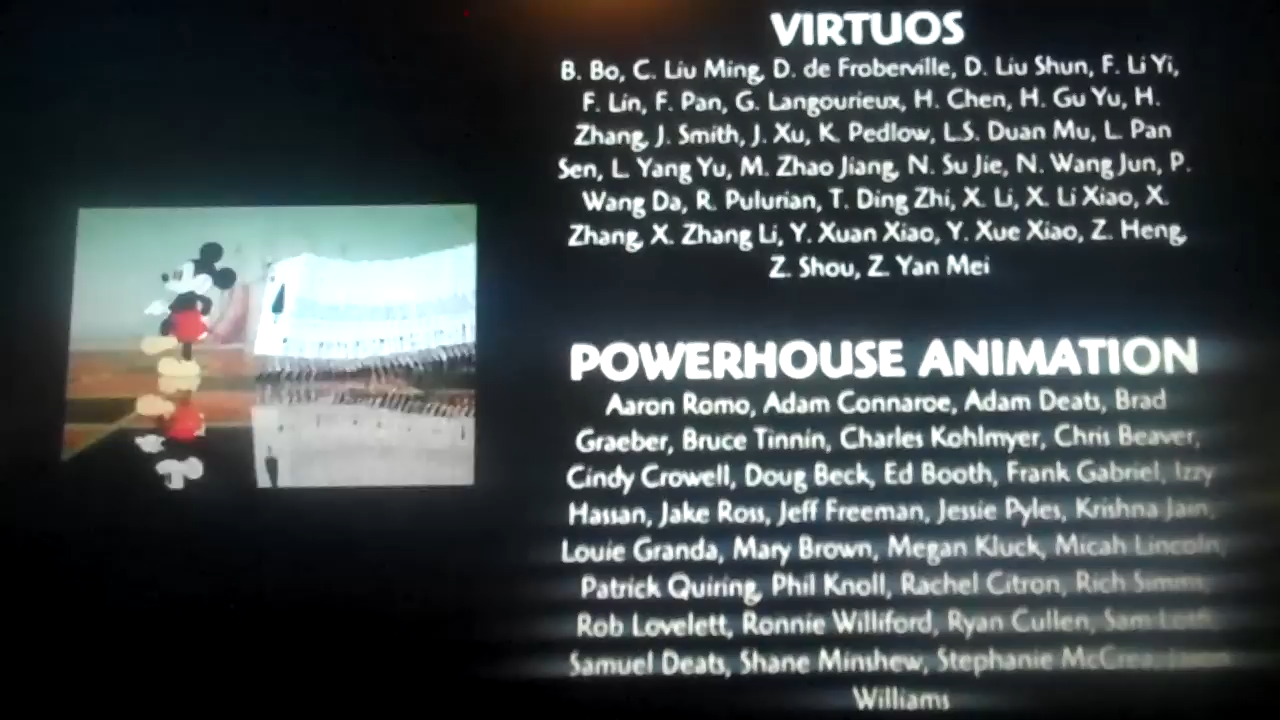 VIRTUOS
B. Bo, C. Liu Ming, D. de Froberville, D. Liu Shun, F. Li Yi,
F. Lin, F. Pan, G. Langourieux, H. Chen, H. Gu Yu, H.
Zhang, J. Smith, J. Xu, K. Pedlow, L.S. Duan Mu, L. Pan
Sen, L. Yang Yu, M. Zhao Jiang, N. Su Jie, N. Wang Jun, P.
Wang Da, R. Pulurian, T. Ding Zhi, X. Li, X. Li Xiao, X.
Zhang, X. Zhang Li, Y. Xuan Xiao, Y. Xue Xiao, Z. Heng,
Z. Shou, Z. Yan Mei
POWERHOUSE ANIMATION
Aaron Romo, Adam Connaroe, Adam Deats, Brad
Graeber, Bruce Tinnin, Charles Kohlmyer, Chris Beaver,
Cindy Crowell, Doug Beck, Ed Booth, Frank Gabriel, Izzy
Hassan, Jake Ross, Jeff Freeman, Jessie Pyles, Krishna Jain,
Louie Granda, Mary Brown, Megan Kluck, Micah Lincoln,
Patrick Quiring, Phil Knoll, Rachel Citron, Rich Simms,
Rob Lovelett, Ronnie Williford, Ryan Cullen, Sam
Samuel Deats, Shane Minshew, Stephanie McCrea,
Williams